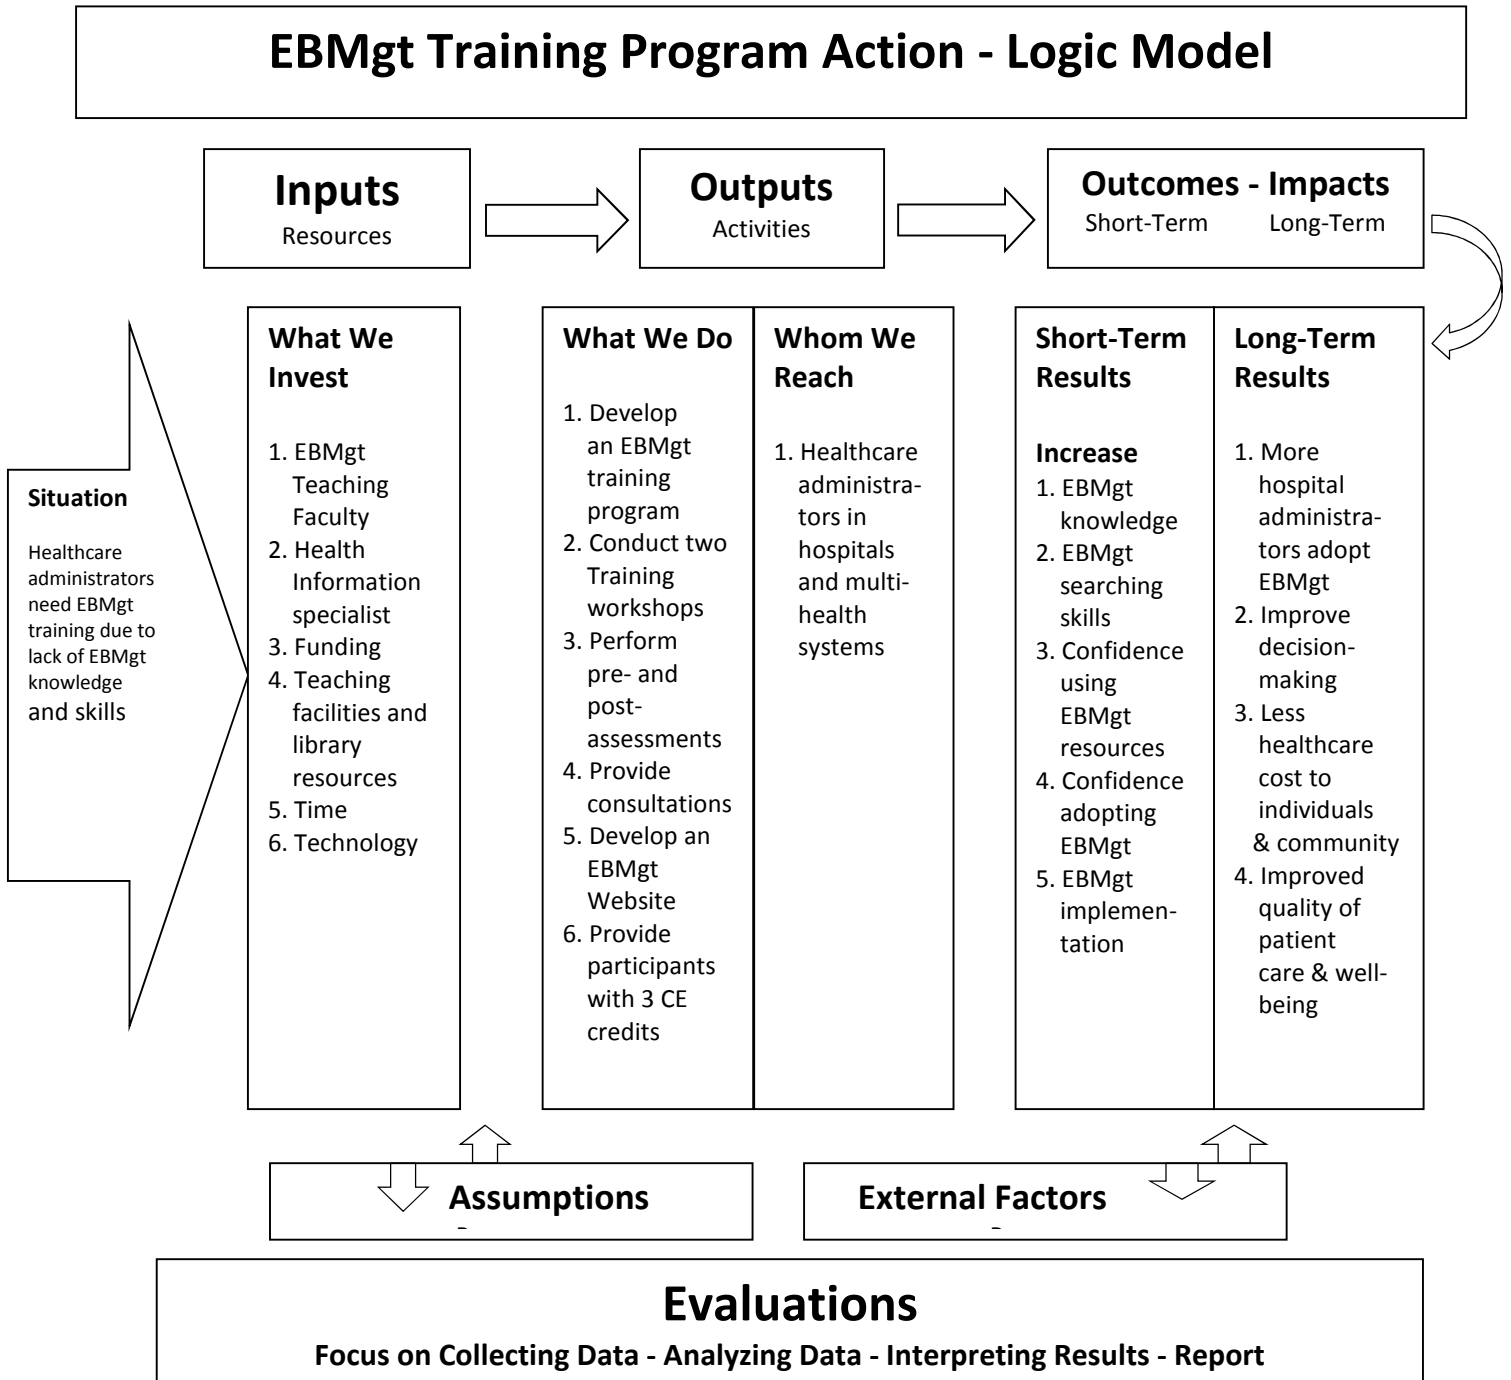 EBMgt Training Program Action - Logic Model
Inputs
Resources
Outputs
Activities
Outcomes - Impacts
Short-Term Long-Term
Situation
Healthcare
administrators
need EBMgt
training due to
lack of EBMgt
knowledge
and skills
What We
Invest
1. EBMgt
Teaching
Faculty
2. Health
Information
specialist
3. Funding
4. Teaching
facilities and
library
resources
5. Time
6. Technology
What We Do
1. Develop
an EBMgt
training
program
2. Conduct two
Training
workshops
3. Perform
pre- and
post-
assessments
4. Provide
consultations
5. Develop an
EBMgt
Website
6. Provide
participants
with 3 CE
credits
Whom We
Reach
1. Healthcare
administra-
tors in
hospitals
and multi-
health
systems
Short-Term
Results
Increase
1. EBMgt
knowledge
2. EBMgt
searching
skills
3. Confidence
using
EBMgt
resources
4. Confidence
adopting
EBMgt
5. EBMgt
implemen-
tation
Long-Term
Results
1. More
hospital
administra-
tors adopt
EBMgt
2. Improve
decision-
making
3. Less
healthcare
cost to
individuals
& community
4. Improved
quality of
patient
care & well-
being
Assumptions
External Factors
Evaluations
Focus on Collecting Data - Analyzing Data - Interpreting Results - Report